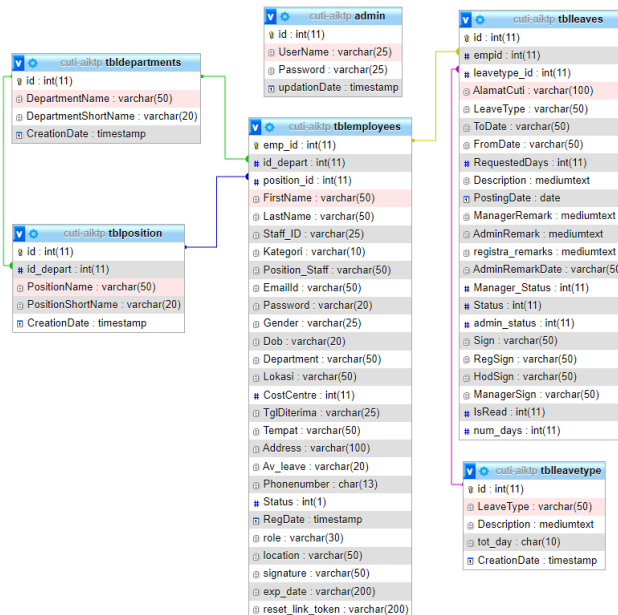 cuti-aiktp admin
id : int(11)
UserName : varchar(25)
Password : varchar(25)
updationDate : timestamp
cuti-aiktp tbldepartments
id : int(11)
DepartmentName : varchar(50)
DepartmentShortName : varchar(20)
CreationDate : timestamp
cuti-aiktp tblposition
id : int(11)
id_depart : int(11)
PositionName : varchar(50)
PositionShortName : varchar(20)
CreationDate : timestamp
cuti-aiktp tblemployees
emp_id : int(11)
id_depart : int(11)
position_id : int(11)
FirstName : varchar(50)
LastName : varchar(50)
Staff_ID : varchar(25)
Kategori : varchar(10)
Position_Staff : varchar(50)
EmailId : varchar(50)
Password : varchar(20)
Gender : varchar(25)
Dob : varchar(20)
Department : varchar(50)
Lokasi : varchar(50)
CostCentre : int(11)
TglDiterima : varchar(25)
Tempat : varchar(50)
Address : varchar(100)
Av_leave : varchar(20)
Phonenumber : char(13)
Status : int(1)
RegDate : timestamp
role : varchar(30)
location : varchar(50)
signature : varchar(50)
exp_date : varchar(200)
reset_link_token : varchar(200)
cuti-aiktp tblleaves
id : int(11)
empid : int(11)
leavetype_id : int(11)
AlamatCuti : varchar(100)
LeaveType : varchar(50)
ToDate : varchar(50)
FromDate : varchar(50)
RequestedDays : int(11)
Description : mediumtext
PostingDate : date
ManagerRemark : mediumtext
AdminRemark : mediumtext
registra_remarks : mediumtext
AdminRemarkDate : varchar(50
Manager_Status : int(11)
Status : int(11)
admin_status : int(11)
Sign : varchar(50)
RegSign : varchar(50)
HodSign : varchar(50)
ManagerSign : varchar(50)
IsRead : int(11)
num_days : int(11)
cuti-aiktp tblleavetype
id : int(11)
LeaveType : varchar(50)
Description : mediumtext
tot_day : char(10)
CreationDate : timestamp